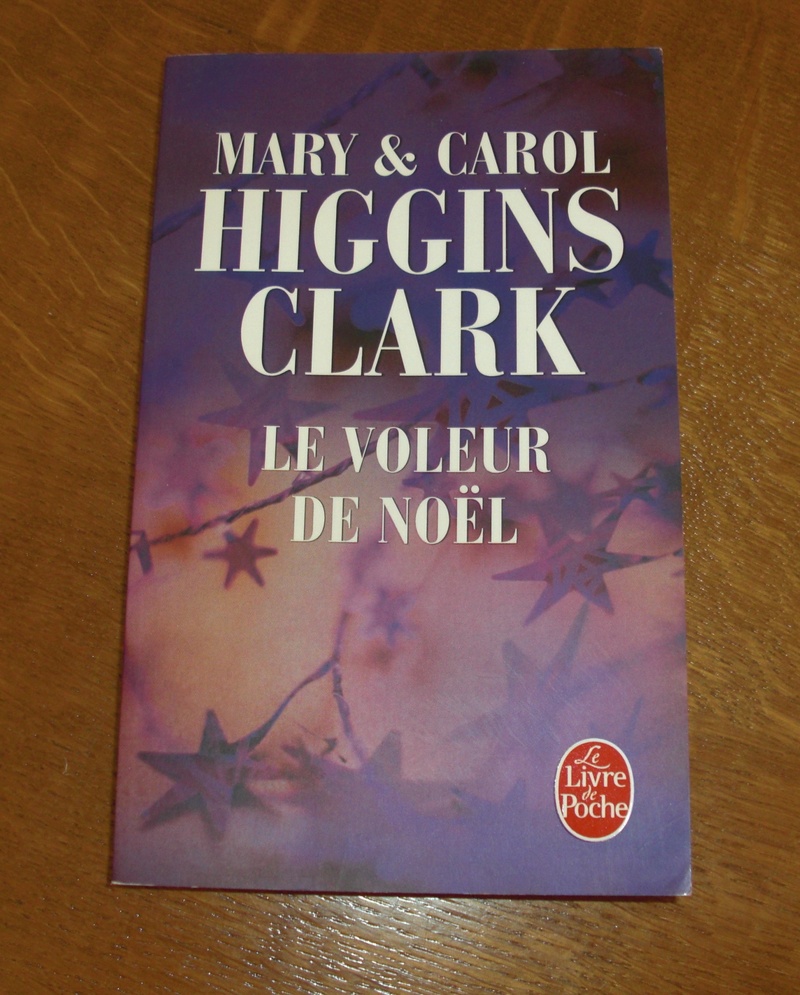 MARY & CAROL
HIGGINS
CLARK
LE VOLEUR
DE NOËL
Le
Livre
de
Poche